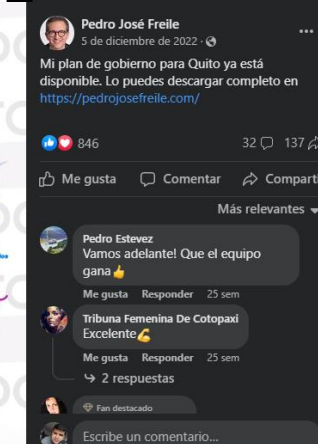 Pedro José Freile
5 de diciembre de 2022 ·
Mi plan de gobierno para Quito ya está
disponible. Lo puedes descargar completo en
https://pedrojosefreile.com/
846 32 137
Me gusta Comentar Comparti
Más relevantes
Pedro Estevez
Vamos adelante! Que el equipo
gana
Me gusta Responder 25 sem
Tribuna Femenina De Cotopaxi
Excelente
Me gusta Responder 25 sem
2 respuestas
Fan destacado
Escribe un comentario...